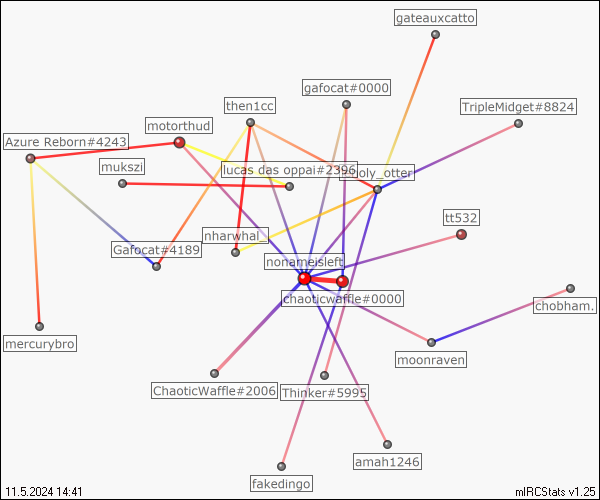 gateauxcatto
gafocat#0000
then1cc
TripleMidget#8824
motorthud
Azure Reborn#4243
mukszi
lucas das oppai#2396
oly_otter
tt532
nharwhal_
Gafocat#4189
nonameisleft
chaoticwaffle#0000
chobham.
mercurybro
moonraven
ChaoticWaffle#2006
Thinker#5995
amah1246
fakedingo
11.5.2024 14:41
mIRCStats v1.25